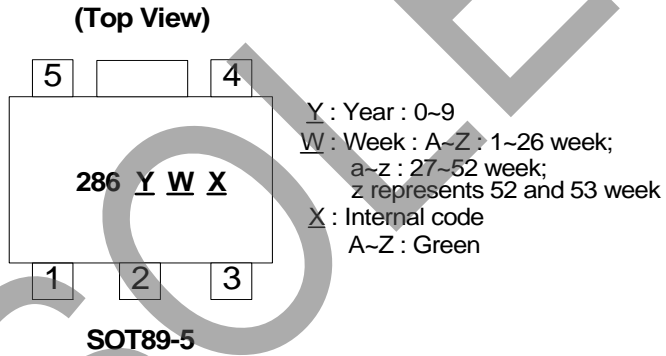 (Top View)
5 4
286 Y W X
1 2 3
SOT89-5
Y : Year : 0~9
W : Week : A~Z : 1~26 week;
a~z : 27~52 week;
z represents 52 and 53 week
X : Internal code
A~Z : Green